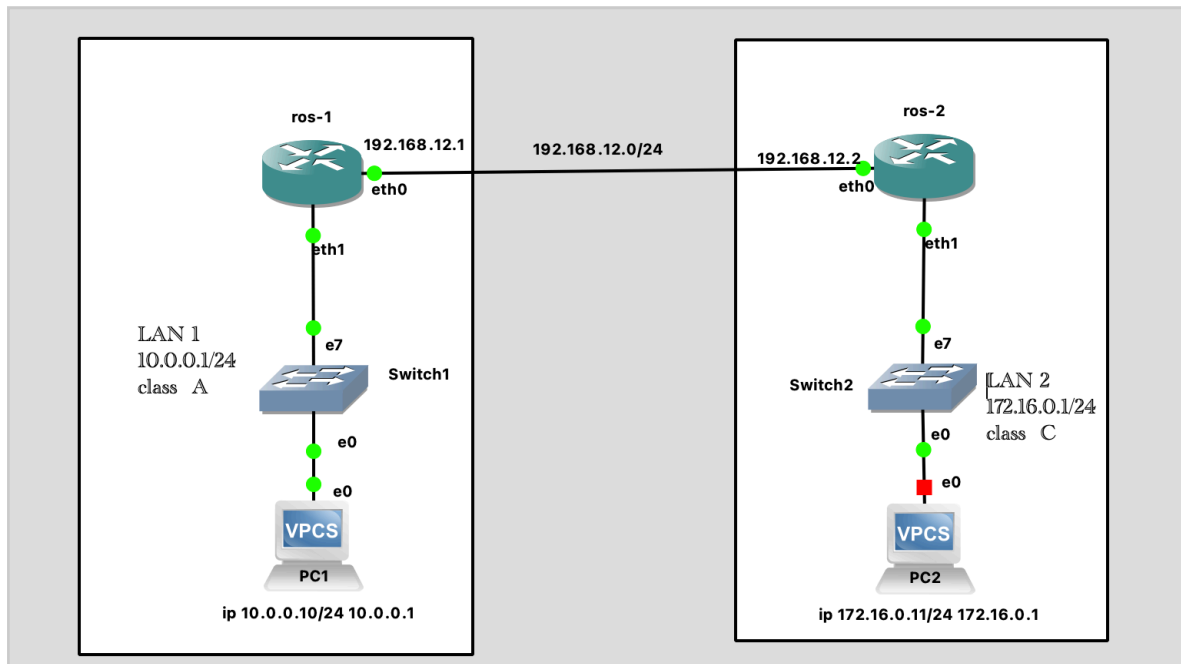 ros-1
192.168.12.1
eth0
eth1
192.168.12.0/24
ros-2
192.168.12.2
eth0
eth1
LAN 1
10.0.0.1/24
class A
e7
Switch1
e0
e0
VPCS
PC1
ip 10.0.0.10/24 10.0.0.1
e7
Switch2
LAN 2
172.16.0.1/24
class C
e0
e0
VPCS
PC2
ip 172.16.0.11/24 172.16.0.1